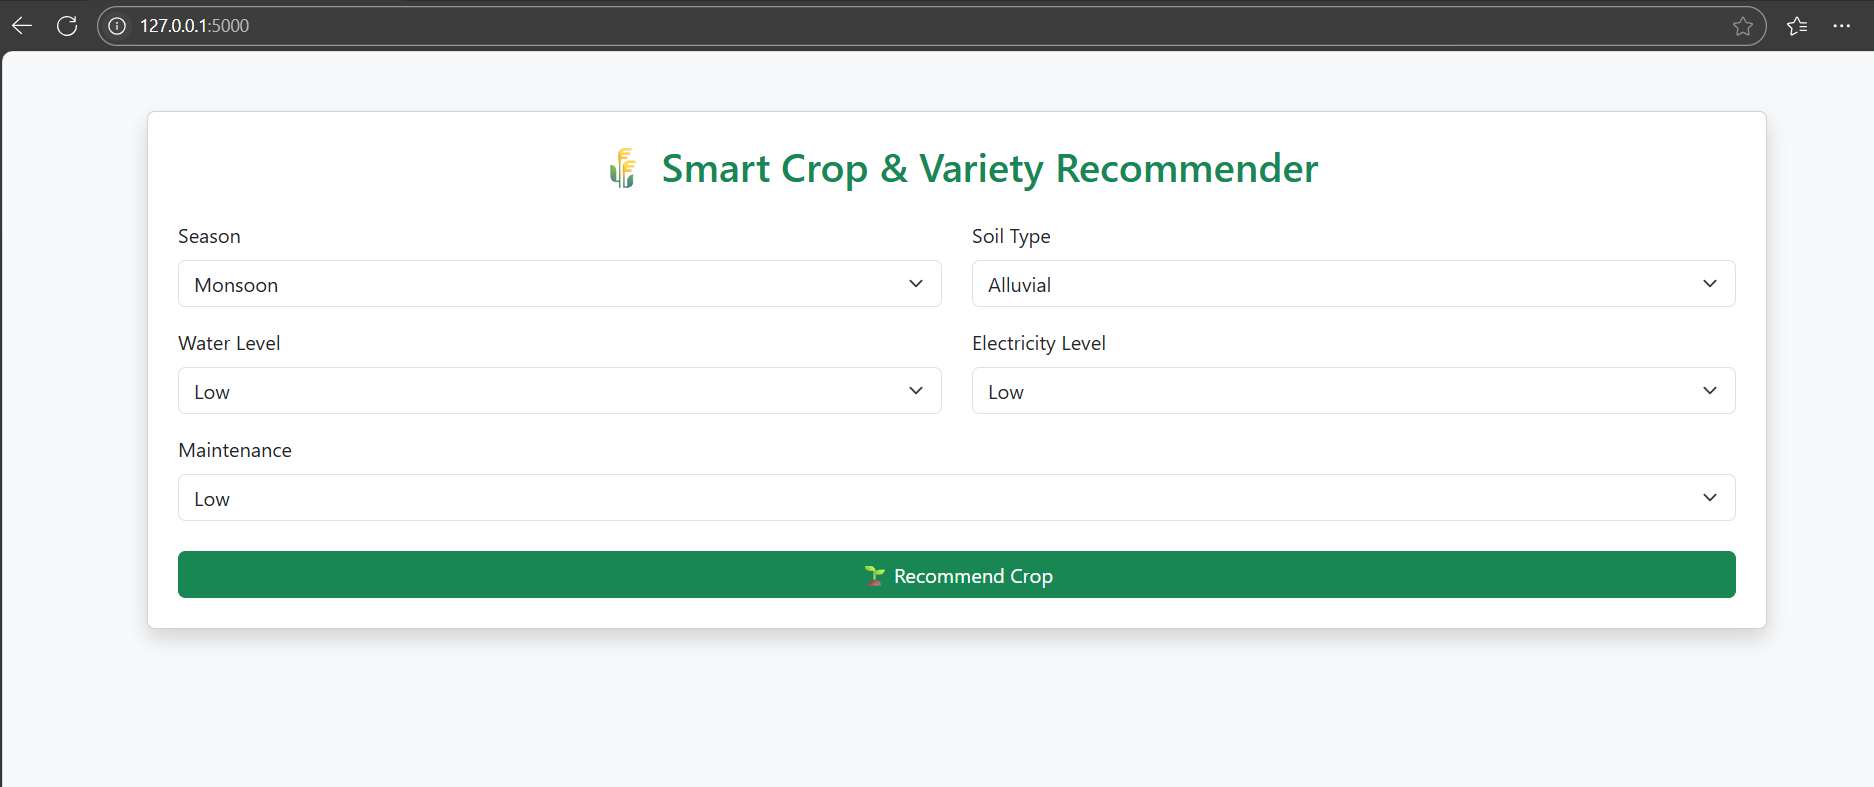 127.0.0.1:5000
Smart Crop & Variety Recommender
Season
Soil Type
Monsoon
Alluvial
Water Level
Electricity Level
Low
Low
Maintenance
Low
Recommend Crop